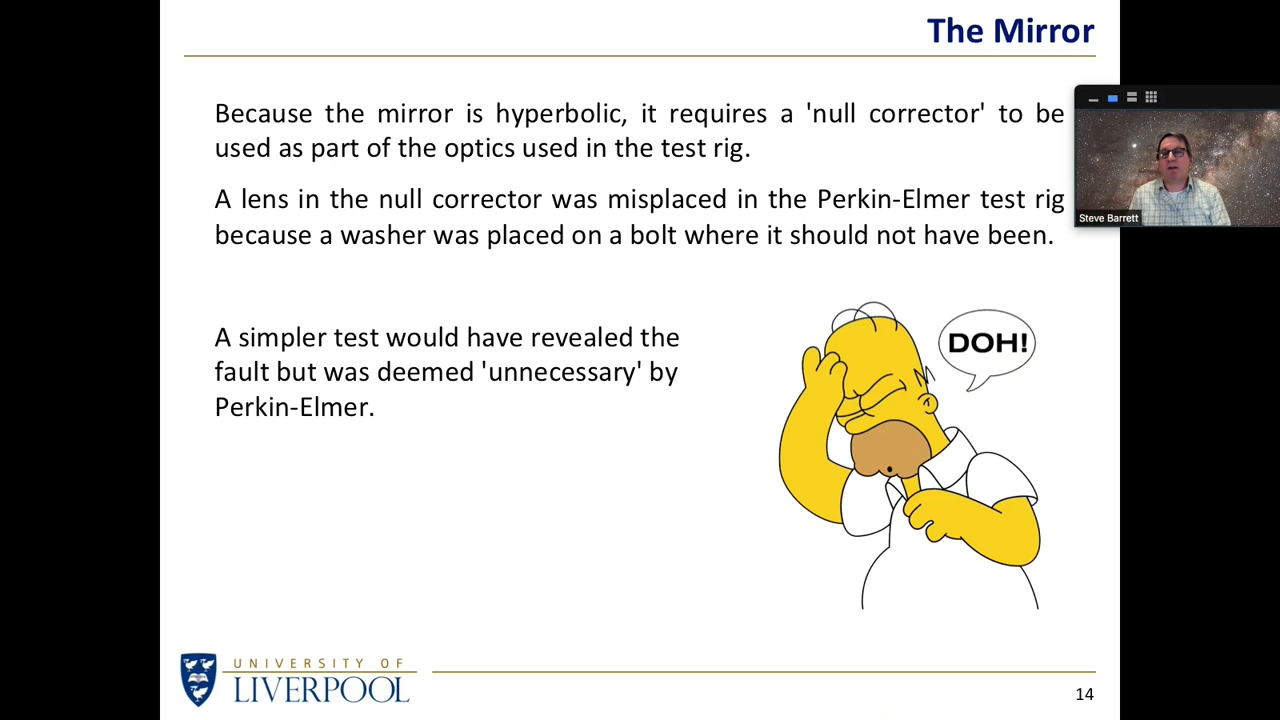 The Mirror
Because the mirror is hyperbolic, it requires a 'null corrector' to be
used as part of the optics used in the test rig.
A lens in the null corrector was misplaced in the Perkin-Elmer test rig
because a washer was placed on a bolt where it should not have been.
Steve Barrett
A simpler test would have revealed the
fault but was deemed 'unnecessary' by
Perkin-Elmer.
DOH!
UNIVERSITY OF
LIVERPOOL
14